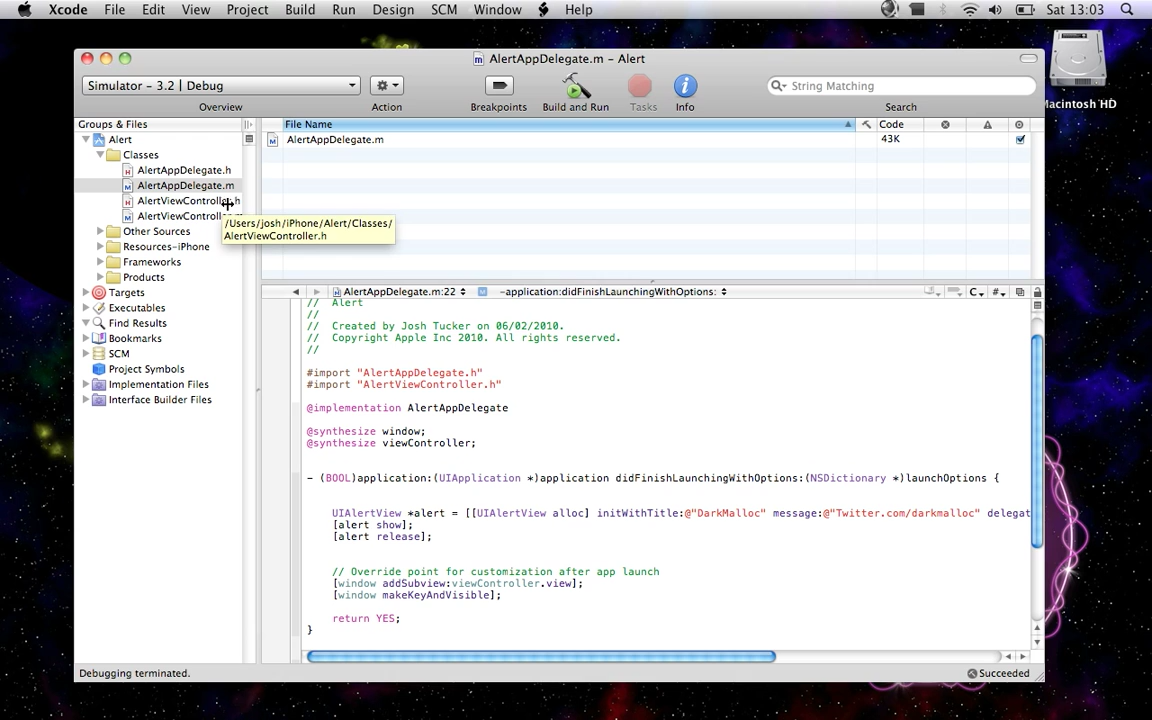 Xcode File Edit View Project Build Run Design SCM Window Help Sat 13:03
AlertAppDelegate.m – Alert
Simulator - 3.2 | Debug
String Matching
Overview Action Breakpoints Build and Run Tasks Info Search
Macintosh HD
Groups & Files
File Name Code
Alert
AlertAppDelegate.m 43K
Classes
AlertAppDelegate.h
AlertAppDelegate.m
AlertViewController.h
AlertViewController
/Users/josh/iPhone/Alert/Classes/
AlertViewController.h
Other Sources
Resources-iPhone
Frameworks
Products
Targets
Executables
Find Results
Bookmarks
SCM
Project Symbols
Implementation Files
Interface Builder Files
AlertAppDelegate.m:22 -application:didFinishLaunchingWithOptions: C #
// Alert
//
// Created by Josh Tucker on 06/02/2010.
// Copyright Apple Inc 2010. All rights reserved.
//
#import "AlertAppDelegate.h"
#import "AlertViewController.h"
@implementation AlertAppDelegate
@synthesize window;
@synthesize viewController;
- (BOOL)application:(UIApplication *)application didFinishLaunchingWithOptions:(NSDictionary *)launchOptions {
UIAlertView *alert = [[UIAlertView alloc] initWithTitle:@"DarkMalloc" message:@"Twitter.com/darkmalloc" delegat
[alert show];
[alert release];
// Override point for customization after app launch
[window addSubview:viewController.view];
[window makeKeyAndVisible];
return YES;
}
Debugging terminated. Succeeded